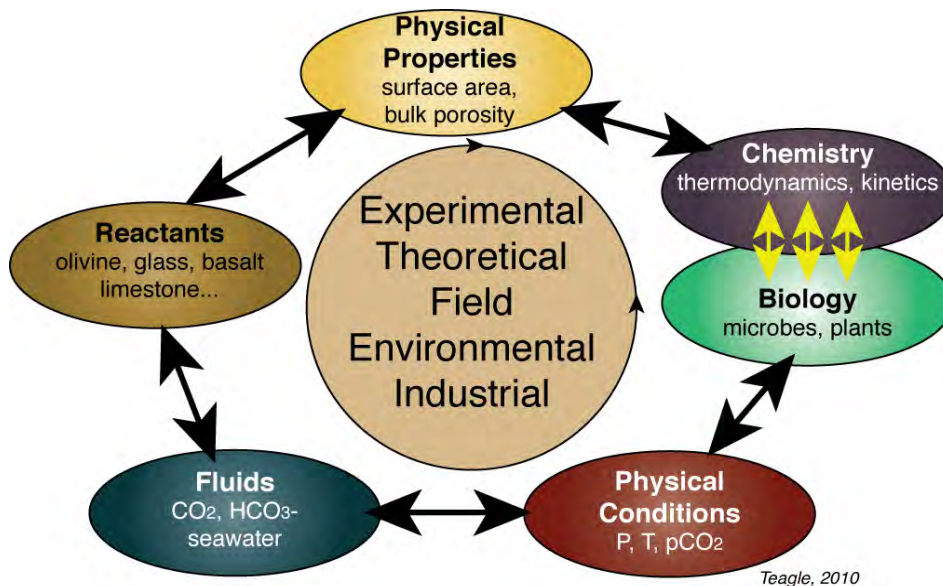 Physical
Properties
surface area,
bulk porosity
Chemistry
thermodynamics, kinetics
Biology
microbes, plants
Physical
Conditions
P, T, pCO₂
Fluids
CO₂, HCO₃-
seawater
Reactants
olivine, glass, basalt
limestone...
Experimental
Theoretical
Field
Environmental
Industrial
Teagle, 2010